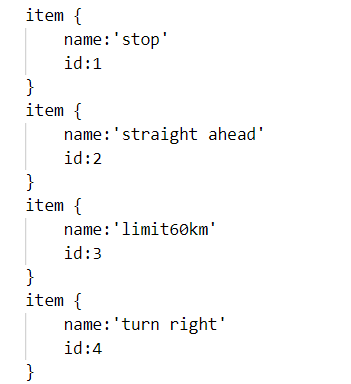 item {
    name:'stop'
    id:1
}
item {
    name:'straight ahead'
    id:2
}
item {
    name:'limit60km'
    id:3
}
item {
    name:'turn right'
    id:4
}